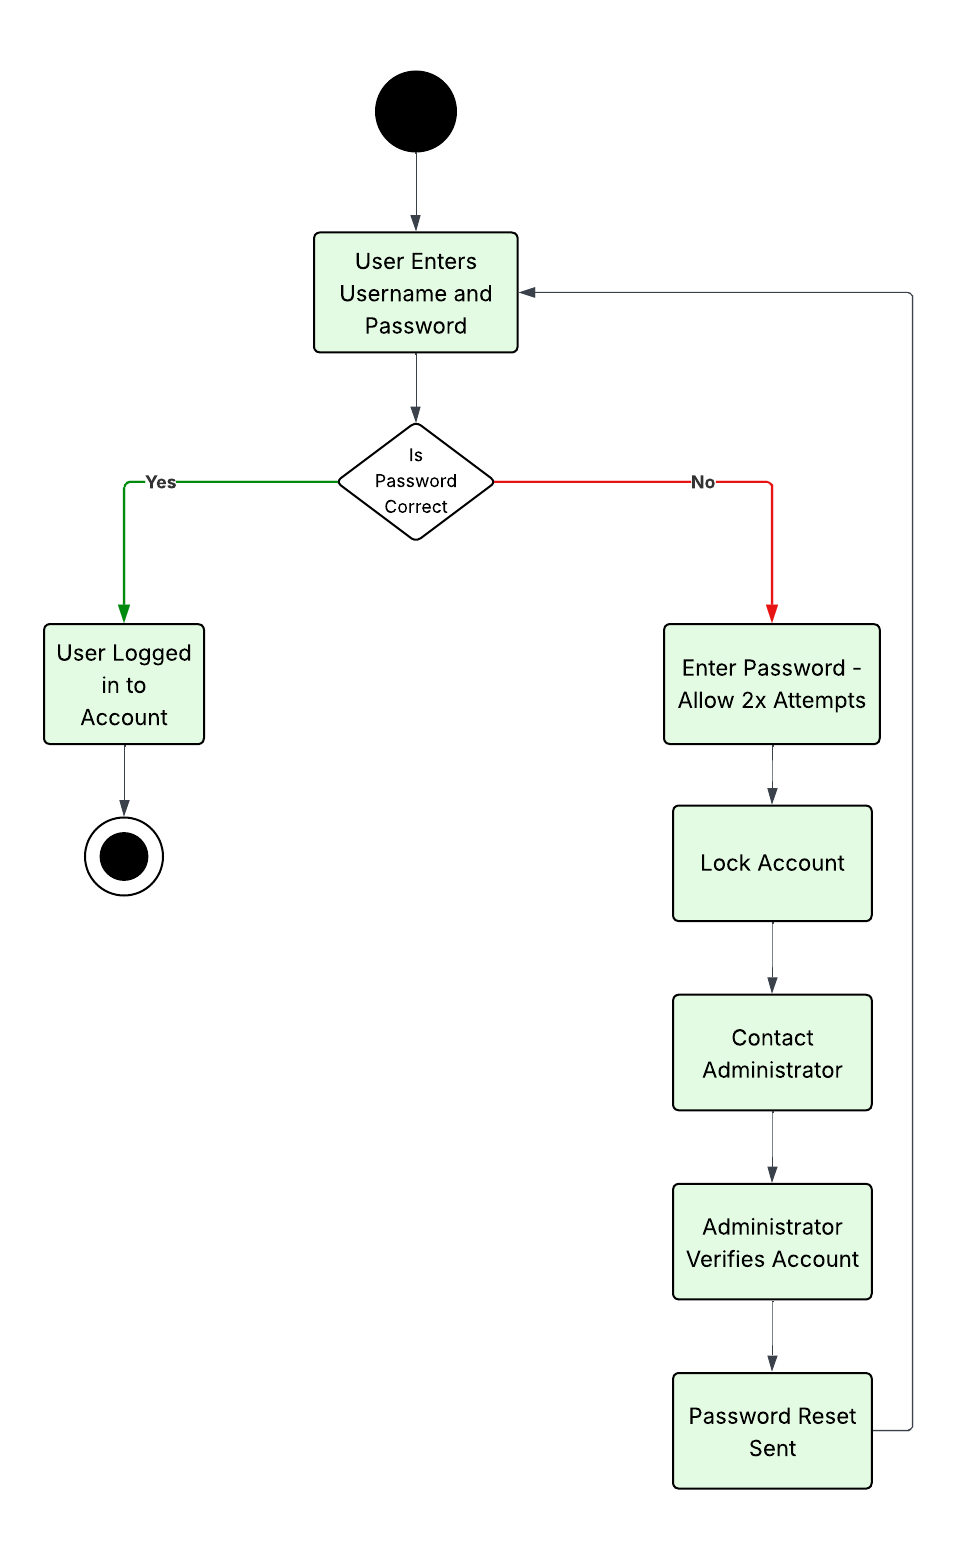 User Enters
Username and
Password
Is
Password
Correct
Yes
No
User Logged
in to
Account
Enter Password -
Allow 2x Attempts
Lock Account
Contact
Administrator
Administrator
Verifies Account
Password Reset
Sent